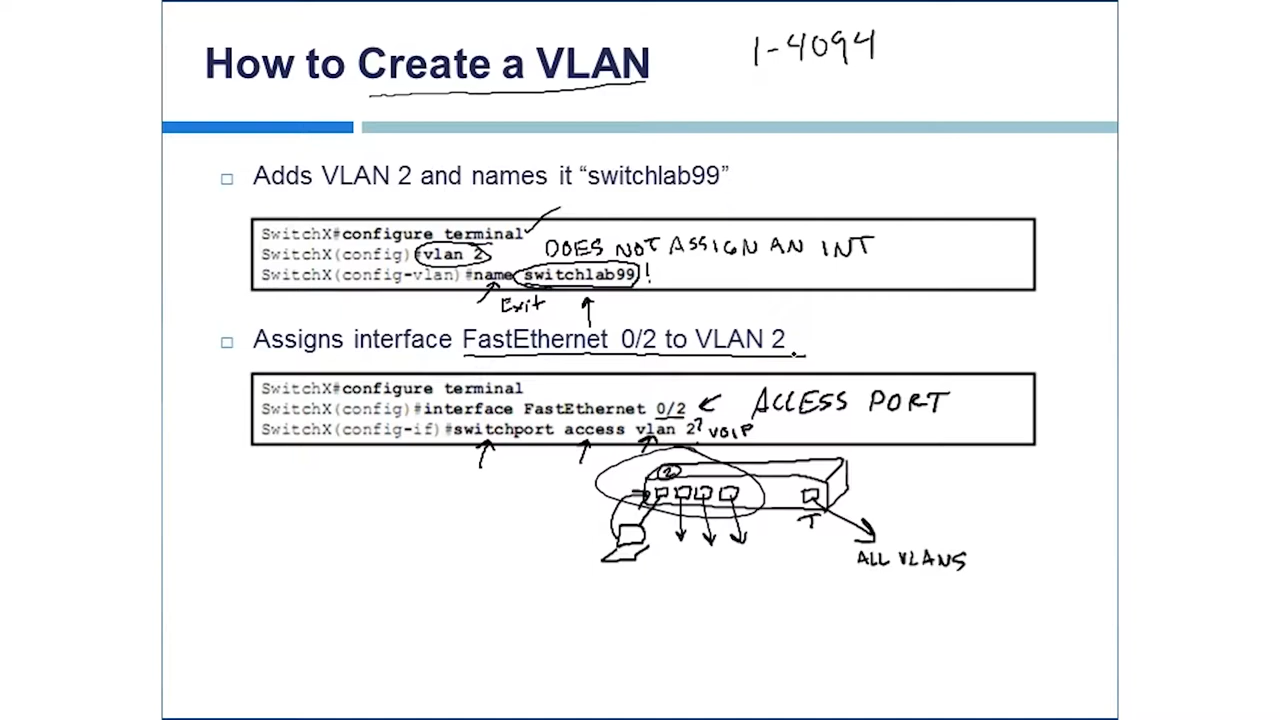 How to Create a VLAN
1-4094
Adds VLAN 2 and names it “switchlab99”
SwitchX#configure terminal
SwitchX(config)#vlan 2
DOES NOT ASSIGN AN INT
SwitchX(config-vlan)#name switchlab99!
Exit
Assigns interface FastEthernet 0/2 to VLAN 2
SwitchX#configure terminal
SwitchX(config)#interface FastEthernet 0/2
ACCESS PORT
SwitchX(config-if)#switchport access vlan 2?
VOIP
2
T
ALL VLANS